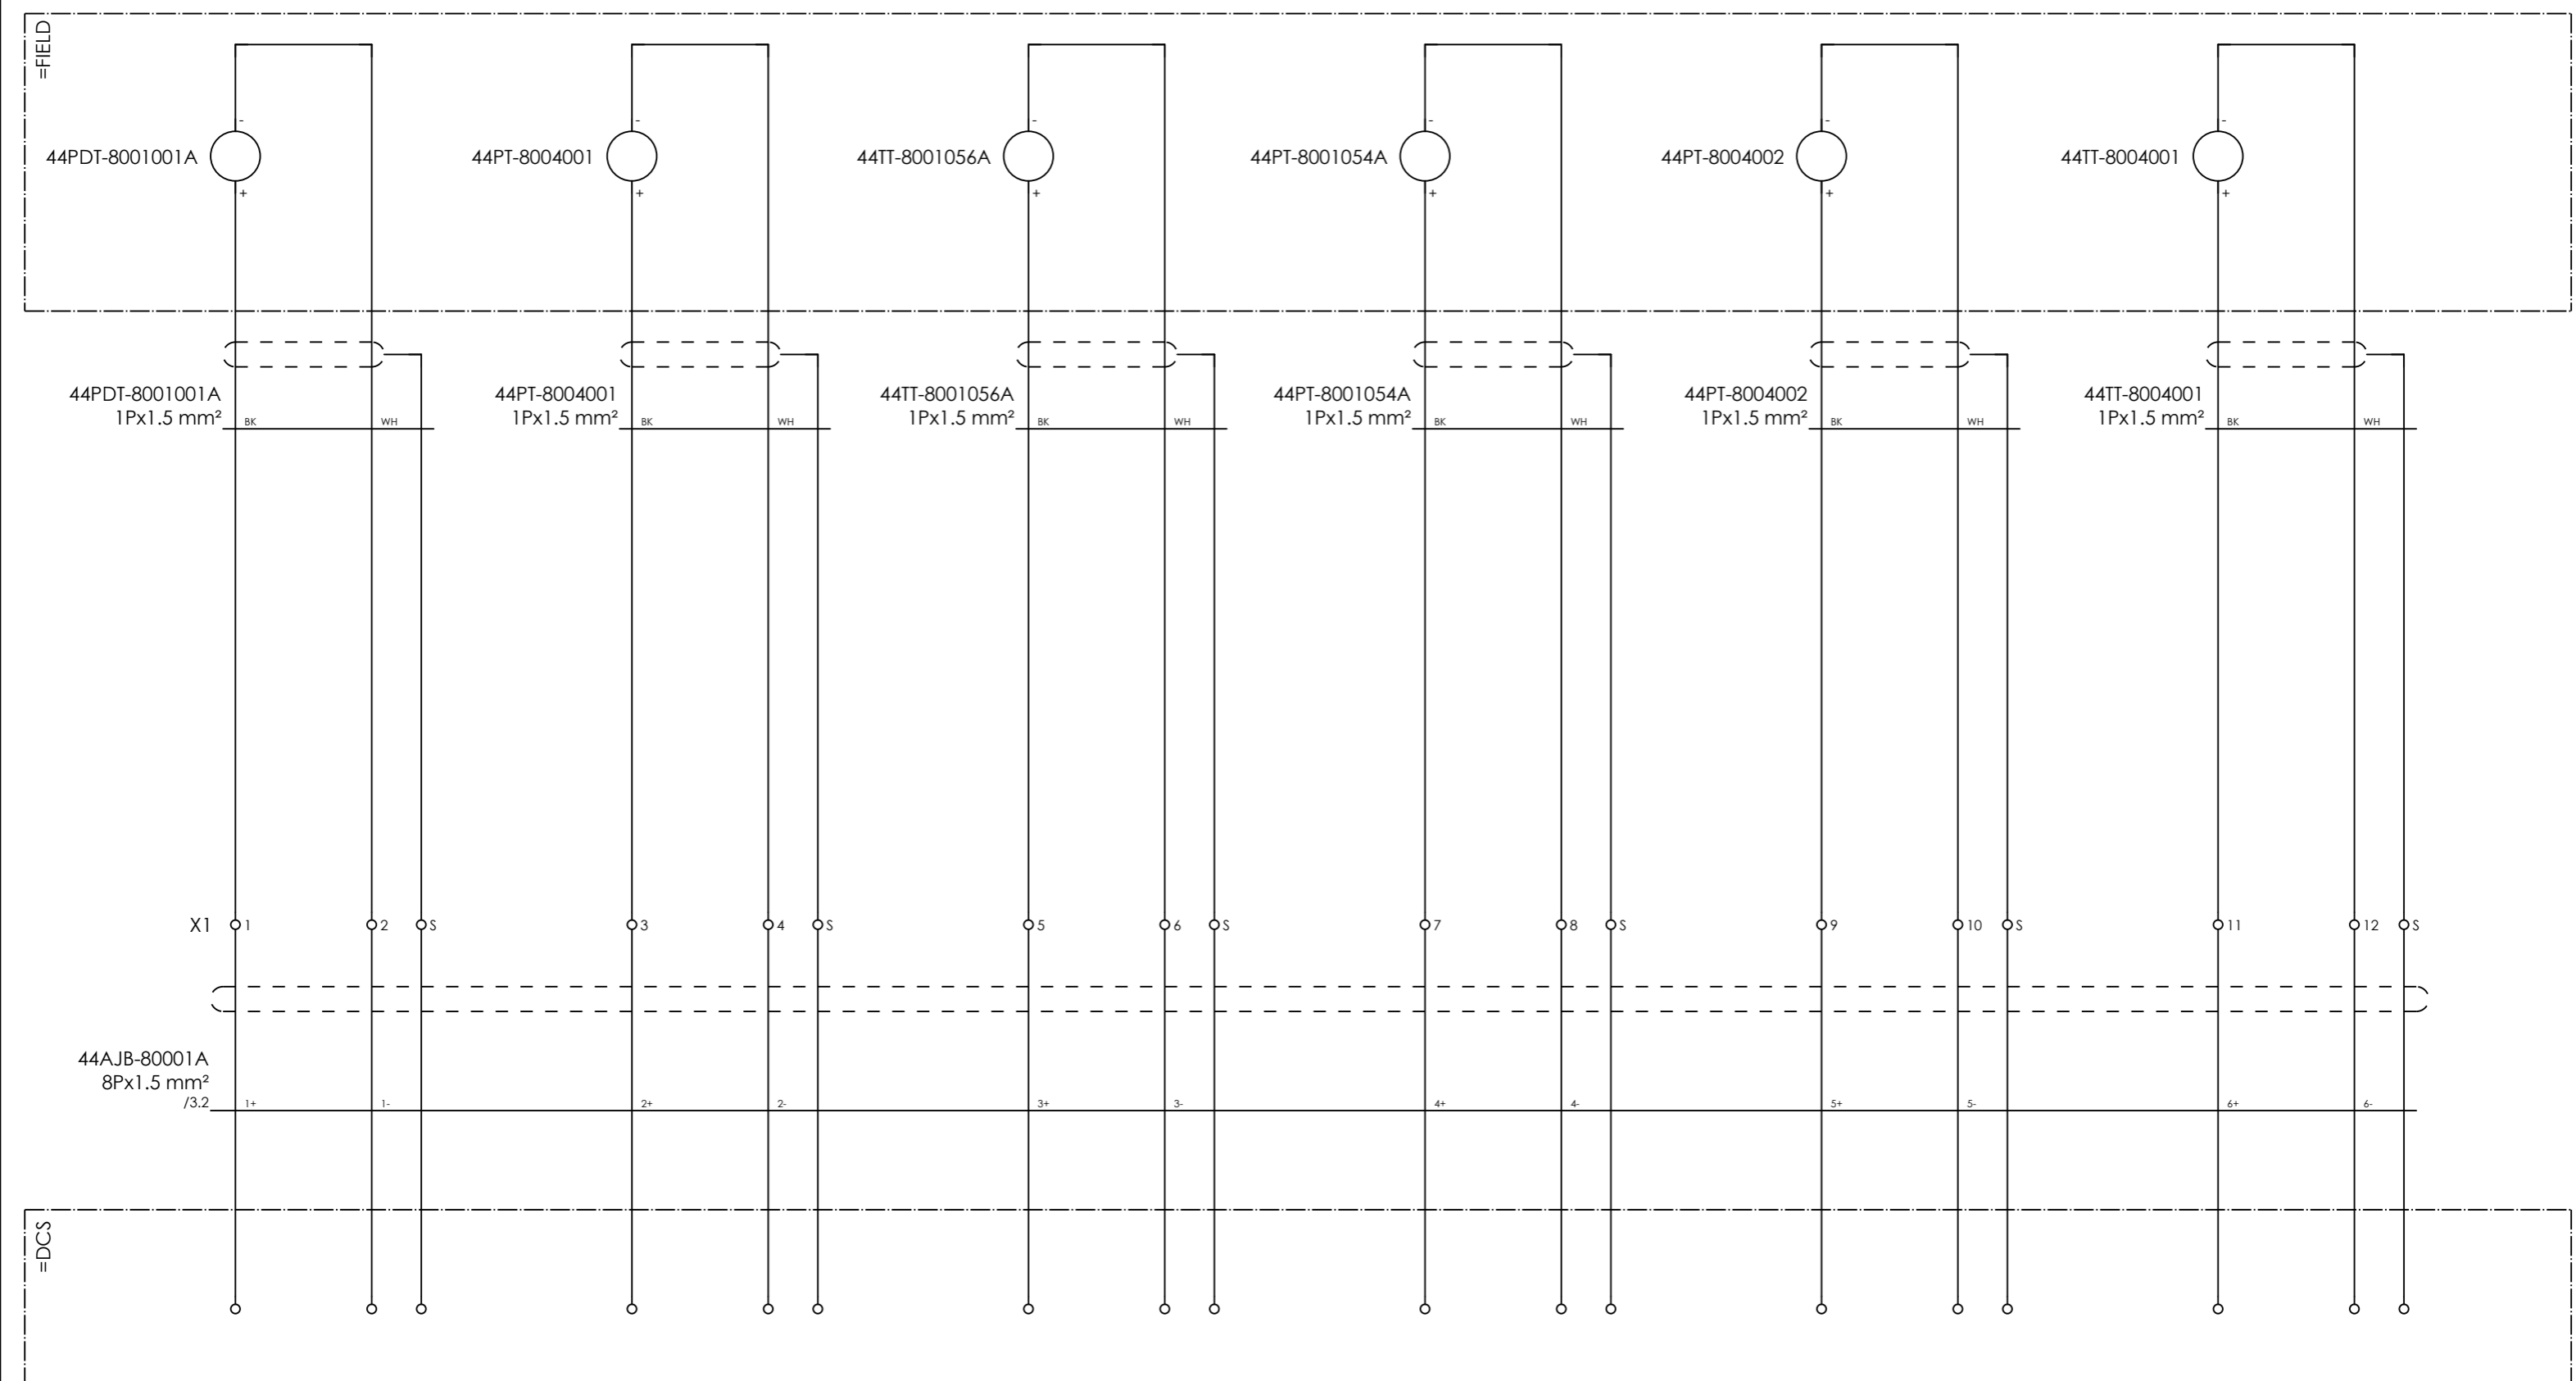 =FIELD
- - - - - -
44PDT-8001001A 44PT-8004001 44TT-8001056A 44PT-8001054A 44PT-8004002 44TT-8004001
+ + + + + +
44PDT-8001001A 44PT-8004001 44TT-8001056A 44PT-8001054A 44PT-8004002 44TT-8004001
1Px1.5 mm² 1Px1.5 mm² 1Px1.5 mm² 1Px1.5 mm² 1Px1.5 mm² 1Px1.5 mm²
BK WH BK WH BK WH BK WH BK WH BK WH
X1 1 2 S 3 4 S 5 6 S 7 8 S 9 10 S 11 12 S
44AJB-80001A
8Px1.5 mm²
/3.2 1+ 1- 2+ 2- 3+ 3- 4+ 4- 5+ 5- 6+ 6-
=DCS